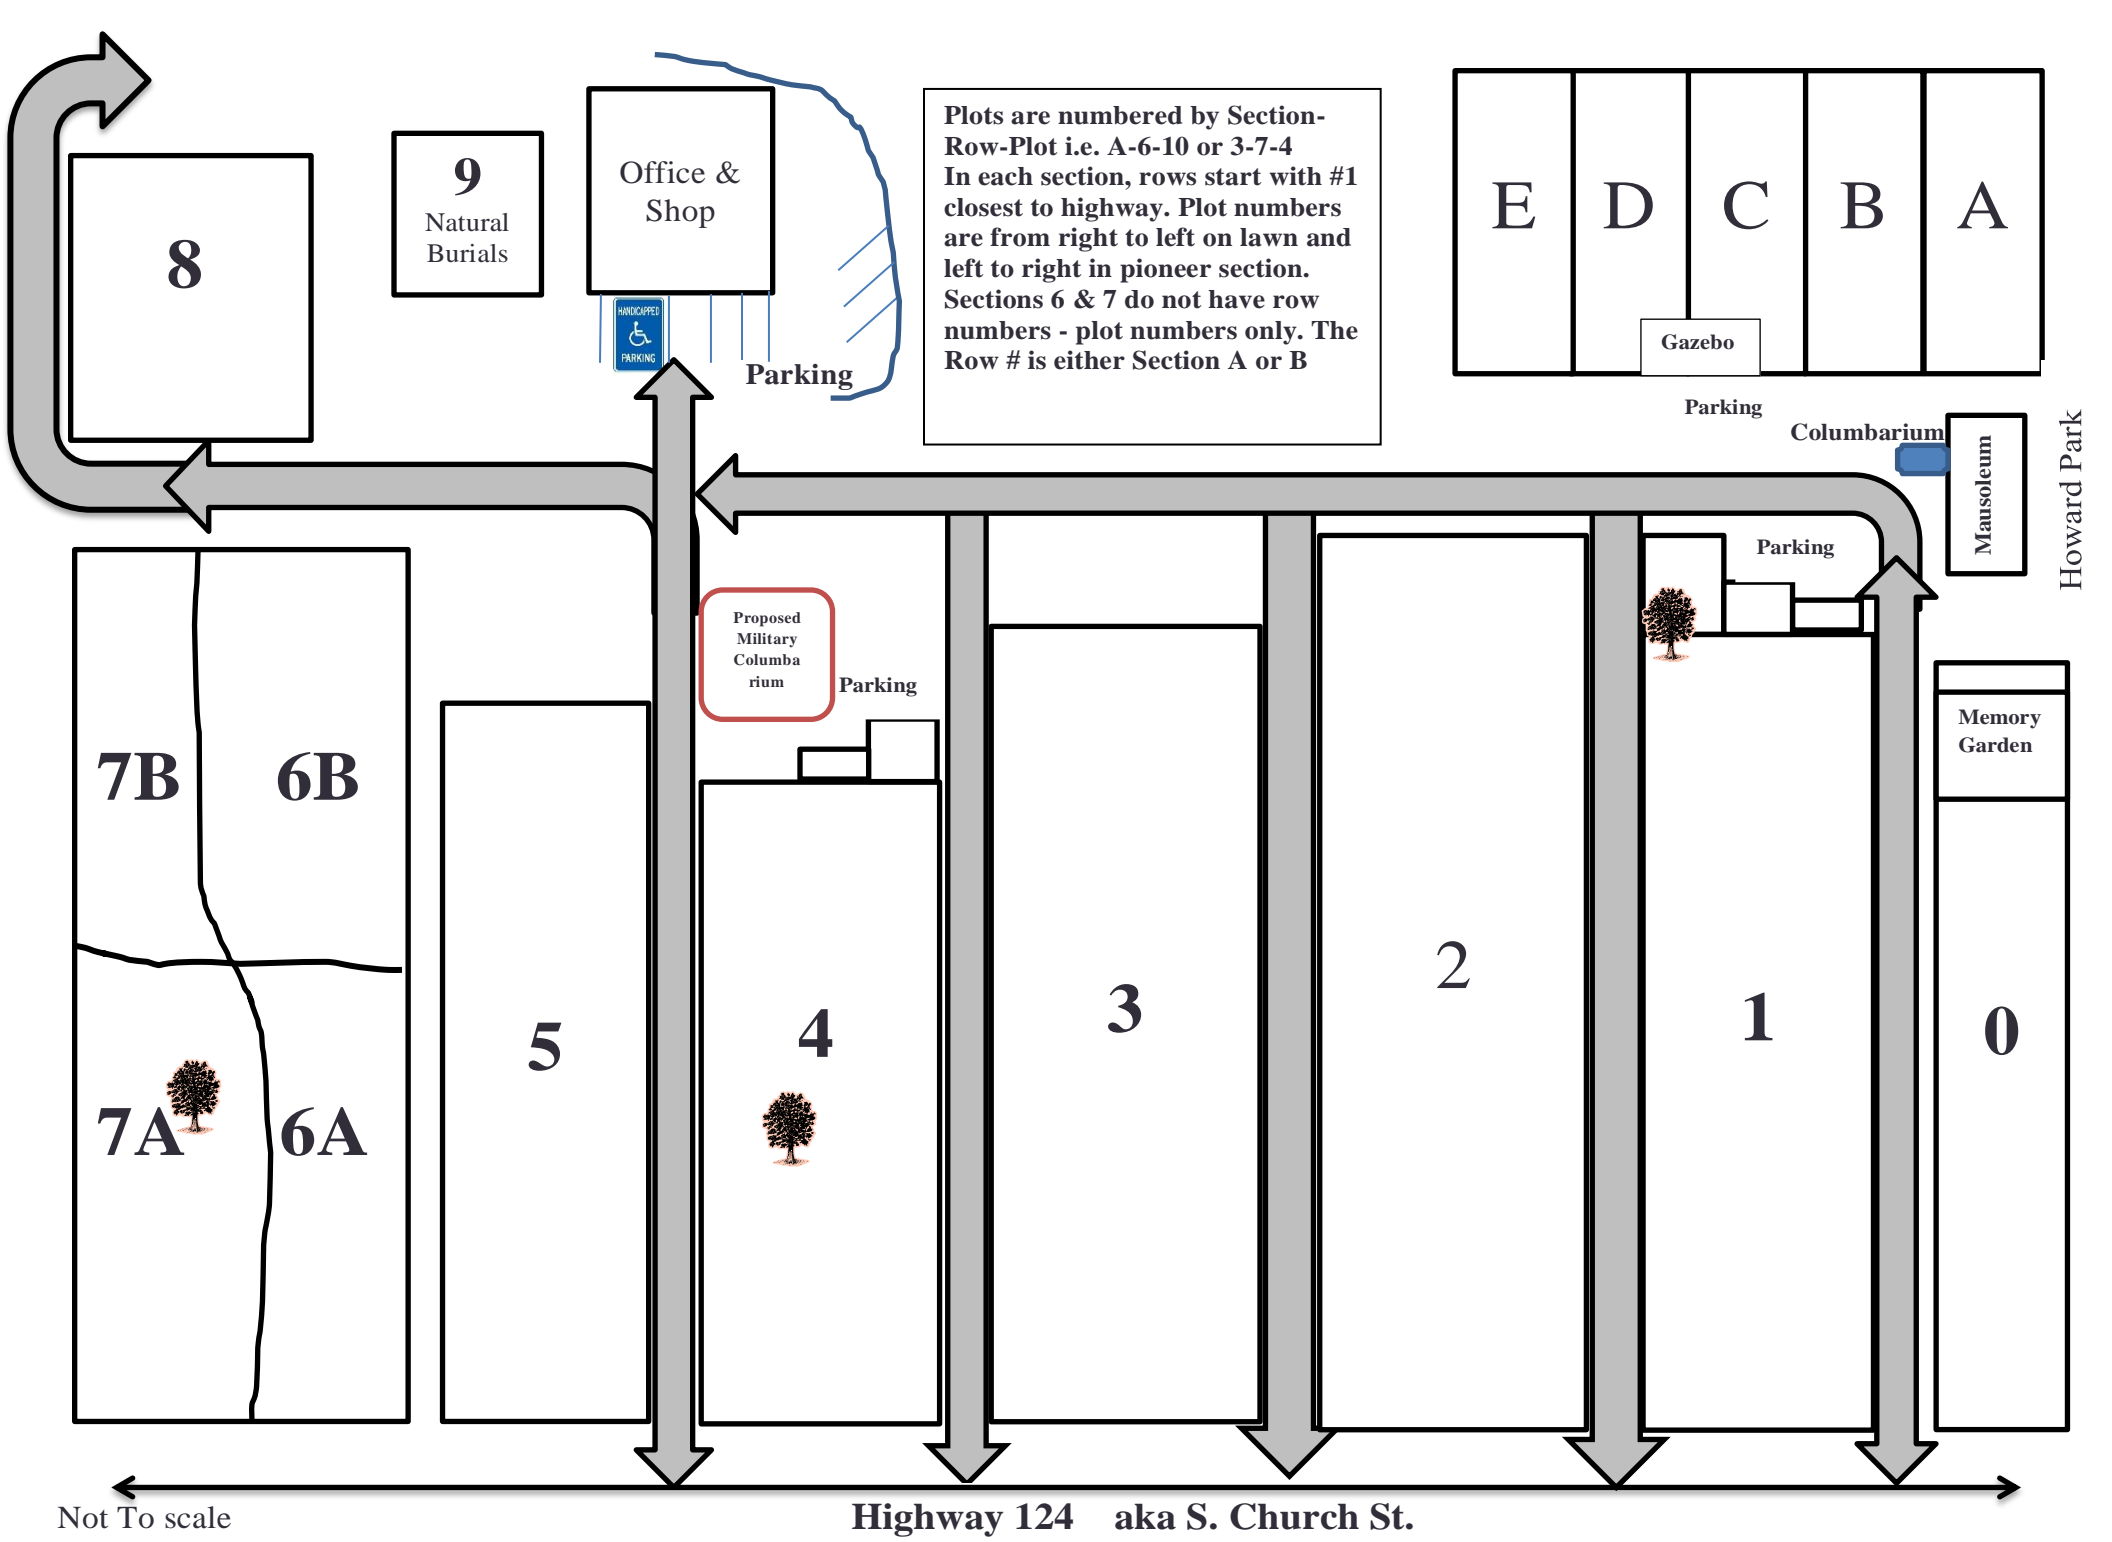 Plots are numbered by Section-
Row-Plot i.e. A-6-10 or 3-7-4
In each section, rows start with #1
closest to highway. Plot numbers
are from right to left on lawn and
left to right in pioneer section.
Sections 6 & 7 do not have row
numbers - plot numbers only. The
Row # is either Section A or B
8
9
Natural
Burials
Office &
Shop
HANDICAPPED
PARKING
Parking
E
D
C
B
A
Gazebo
Parking
Columbarium
Mausoleum
Howard Park
Parking
Proposed
Military
Columba
rium
Parking
Memory
Garden
7B
6B
7A
6A
5
4
3
2
1
0
Not To scale
Highway 124 aka S. Church St.